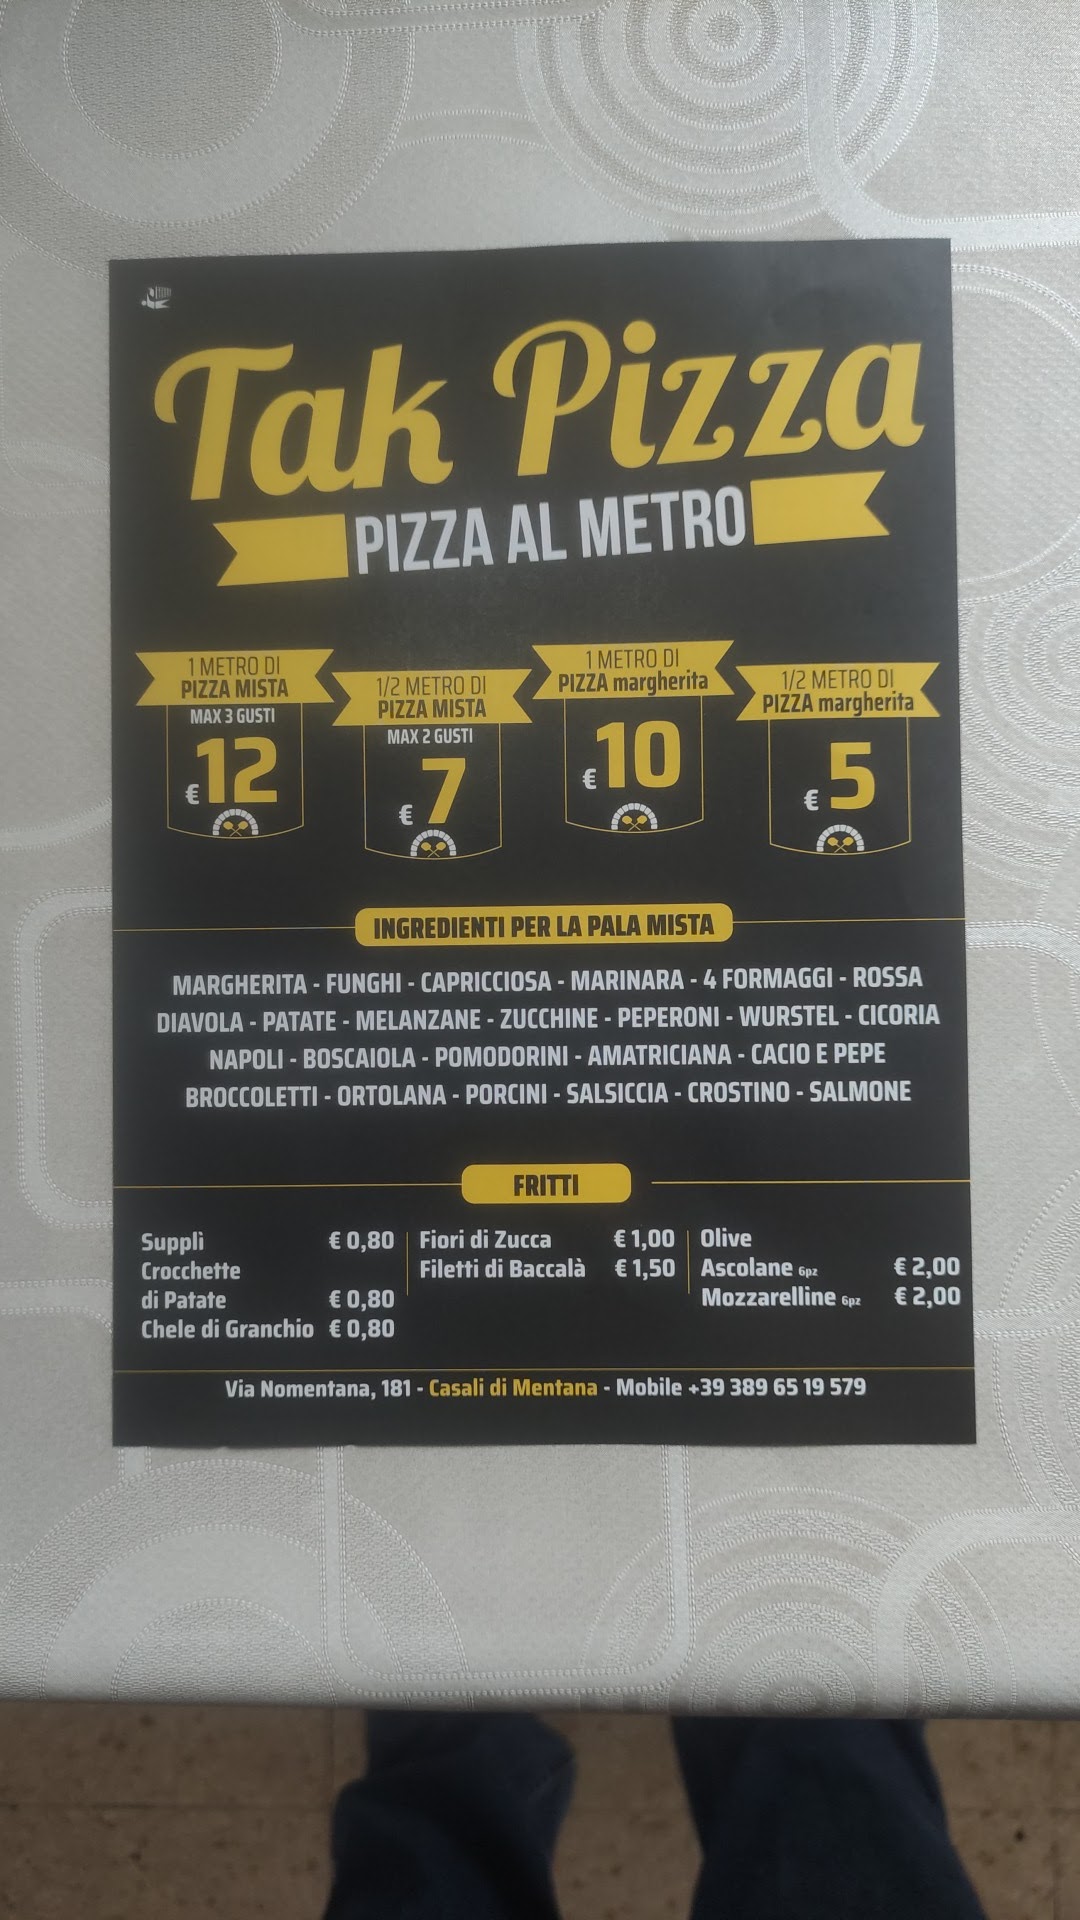 Tak Pizza
PIZZA AL METRO
1 METRO DI
PIZZA MISTA
MAX 3 GUSTI
€ 12
1/2 METRO DI
PIZZA MISTA
MAX 2 GUSTI
€ 7
1 METRO DI
PIZZA margherita
€ 10
1/2 METRO DI
PIZZA margherita
€ 5
INGREDIENTI PER LA PALA MISTA
MARGHERITA - FUNGHI - CAPRICCIOSA - MARINARA - 4 FORMAGGI - ROSSA
DIAVOLA - PATATE - MELANZANE - ZUCCHINE - PEPERONI - WURSTEL - CICORIA
NAPOLI - BOSCAIOLA - POMODORINI - AMATRICIANA - CACIO E PEPE
BROCCOLETTI - ORTOLANA - PORCINI - SALSICCIA - CROSTINO - SALMONE
FRITTI
Supplì € 0,80
Crocchette
di Patate € 0,80
Chele di Granchio € 0,80
Fiori di Zucca € 1,00
Filetti di Baccalà € 1,50
Olive
Ascolane 6pz € 2,00
Mozzarelline 6pz € 2,00
Via Nomentana, 181 - Casali di Mentana - Mobile +39 389 65 19 579